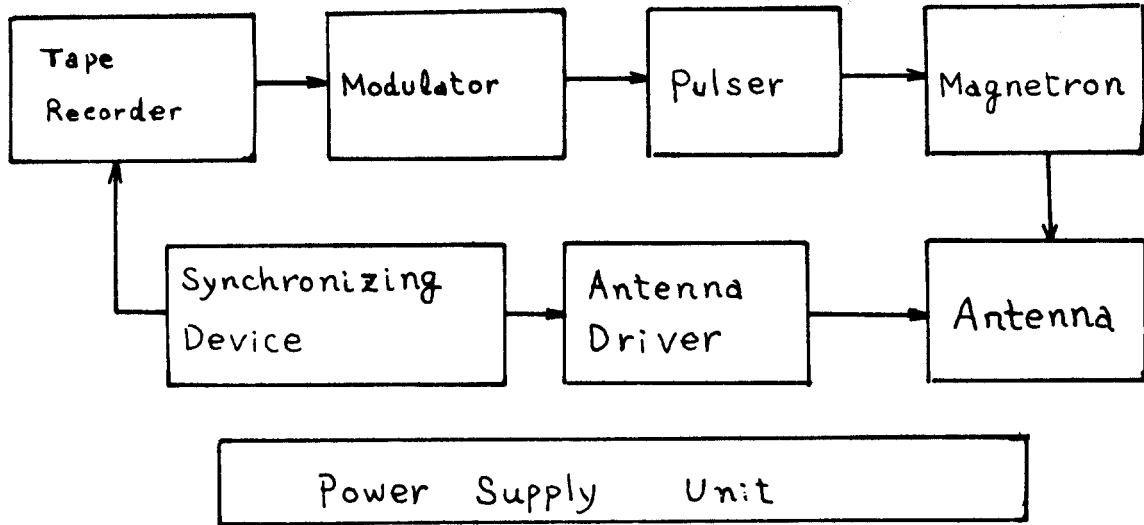 Tape
Recorder
Modulator
Pulser
Magnetron
Synchronizing
Device
Antenna
Driver
Antenna
Power Supply Unit